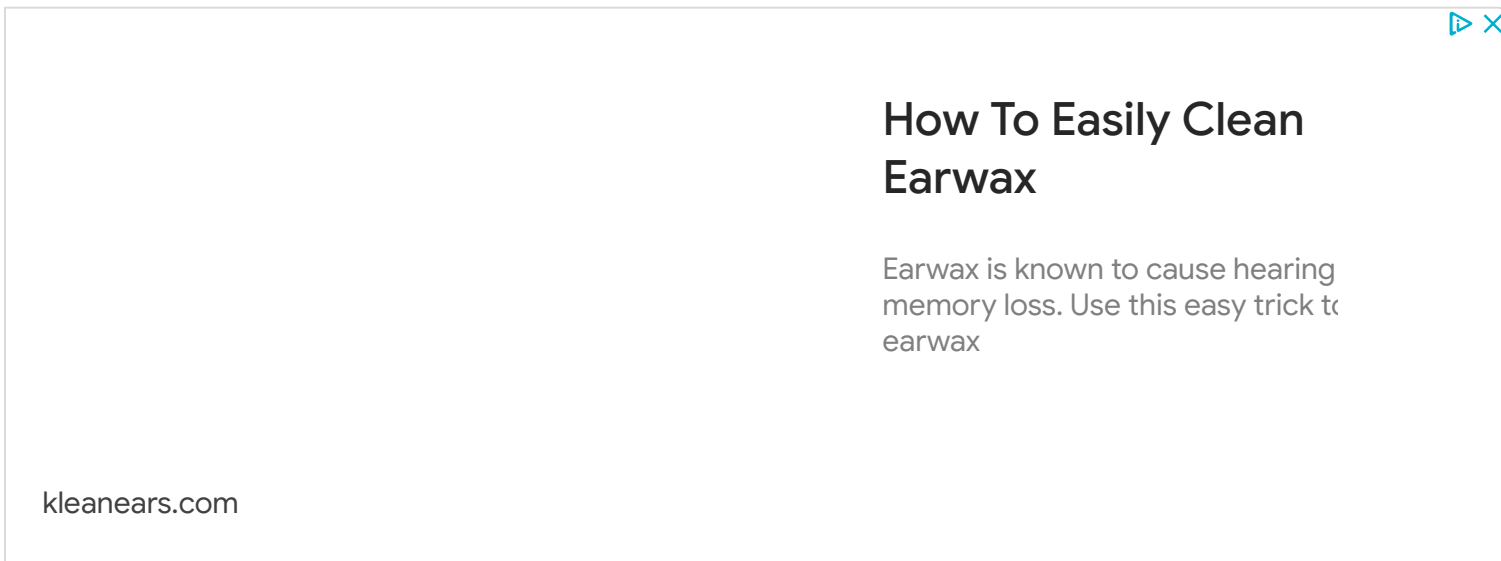 How To Easily Clean
Earwax
Earwax is known to cause hearing
memory loss. Use this easy trick
earwax
kleanears.com